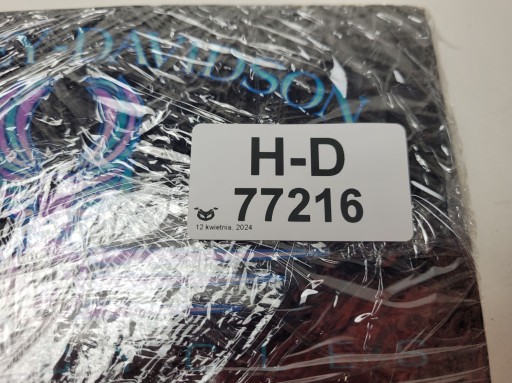 Y-DAVIDSON
H-D
77216
12 kwietnia, 2024